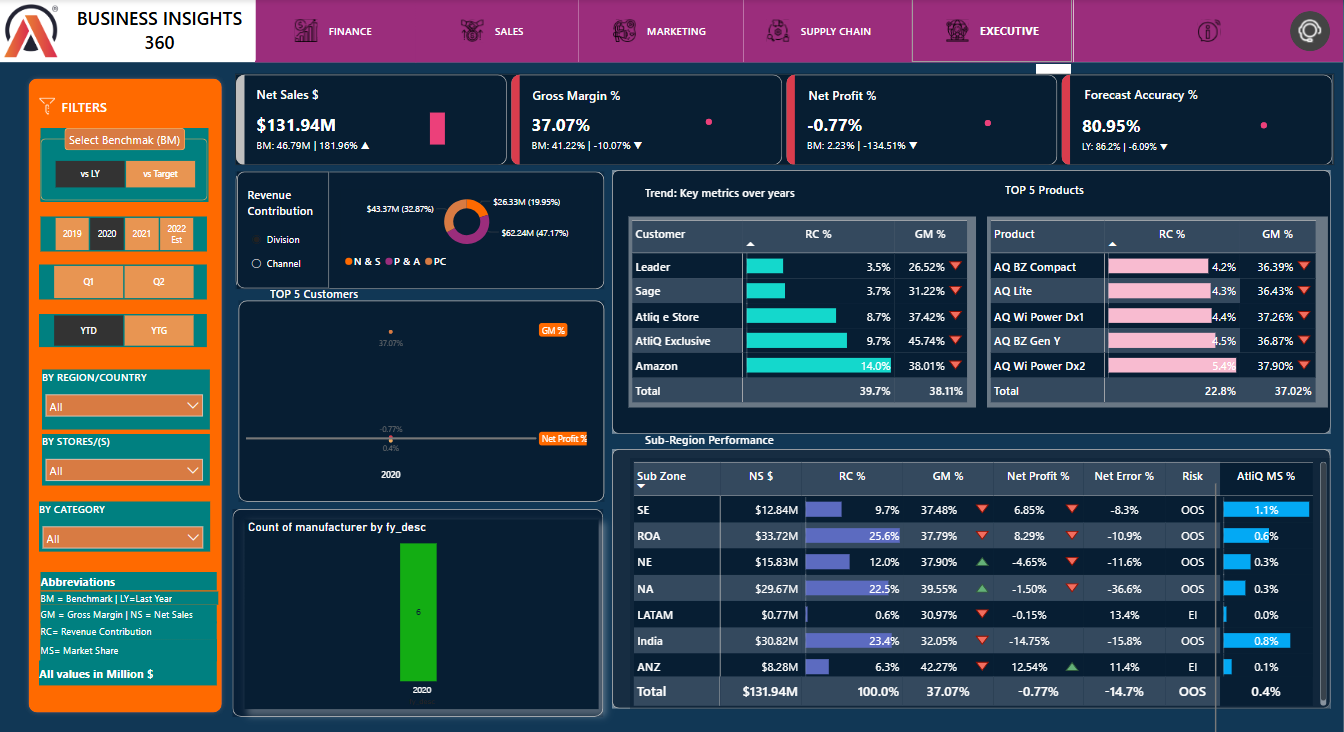 BUSINESS INSIGHTS
360
FINANCE
SALES
MARKETING
SUPPLY CHAIN
EXECUTIVE
FILTERS
Select Benchmak (BM)
vs LY
vs Target
2019
2020
2021
2022
Est
Q1
Q2
YTD
YTG
BY REGION/COUNTRY
All
BY STORES/(S)
All
BY CATEGORY
All
Abbreviations
BM = Benchmark | LY=Last Year
GM = Gross Margin | NS = Net Sales
RC= Revenue Contribution
MS= Market Share
All values in Million $
Net Sales $
$131.94M
BM: 46.79M | 181.96% ▲
Gross Margin %
37.07%
BM: 41.22% | -10.07% ▼
Net Profit %
-0.77%
BM: 2.23% | -134.51% ▼
Forecast Accuracy %
80.95%
LY: 86.2% | -6.09% ▼
Revenue
Contribution
Division
Channel
$43.37M (32.87%)
$26.33M (19.95%)
$62.24M (47.17%)
N & S P & A PC
TOP 5 Customers
GM %
37.07%
-0.77%
Net Profit %
0.4%
2020
Count of manufacturer by fy_desc
6
2020
Trend: Key metrics over years
Customer RC % GM %
Leader 3.5% 26.52%
Sage 3.7% 31.22%
Atliq e Store 8.7% 37.42%
AtliQ Exclusive 9.7% 45.74%
Amazon 14.0% 38.01%
Total 39.7% 38.11%
TOP 5 Products
Product RC % GM %
AQ BZ Compact 4.2% 36.39%
AQ Lite 4.3% 36.43%
AQ Wi Power Dx1 4.4% 37.26%
AQ BZ Gen Y 4.5% 36.87%
AQ Wi Power Dx2 5.4% 37.90%
Total 22.8% 37.02%
Sub-Region Performance
Sub Zone NS $ RC % GM % Net Profit % Net Error % Risk AtliQ MS %
SE $12.84M 9.7% 37.48% 6.85% -8.3% OOS 1.1%
ROA $33.72M 25.6% 37.79% 8.29% -10.9% OOS 0.6%
NE $15.83M 12.0% 37.90% -4.65% -11.6% OOS 0.3%
NA $29.67M 22.5% 39.55% -1.50% -36.6% OOS 0.3%
LATAM $0.77M 0.6% 30.97% -0.15% 13.4% EI 0.0%
India $30.82M 23.4% 32.05% -14.75% -15.8% OOS 0.8%
ANZ $8.28M 6.3% 42.27% 12.54% 11.4% EI 0.1%
Total $131.94M 100.0% 37.07% -0.77% -14.7% OOS 0.4%